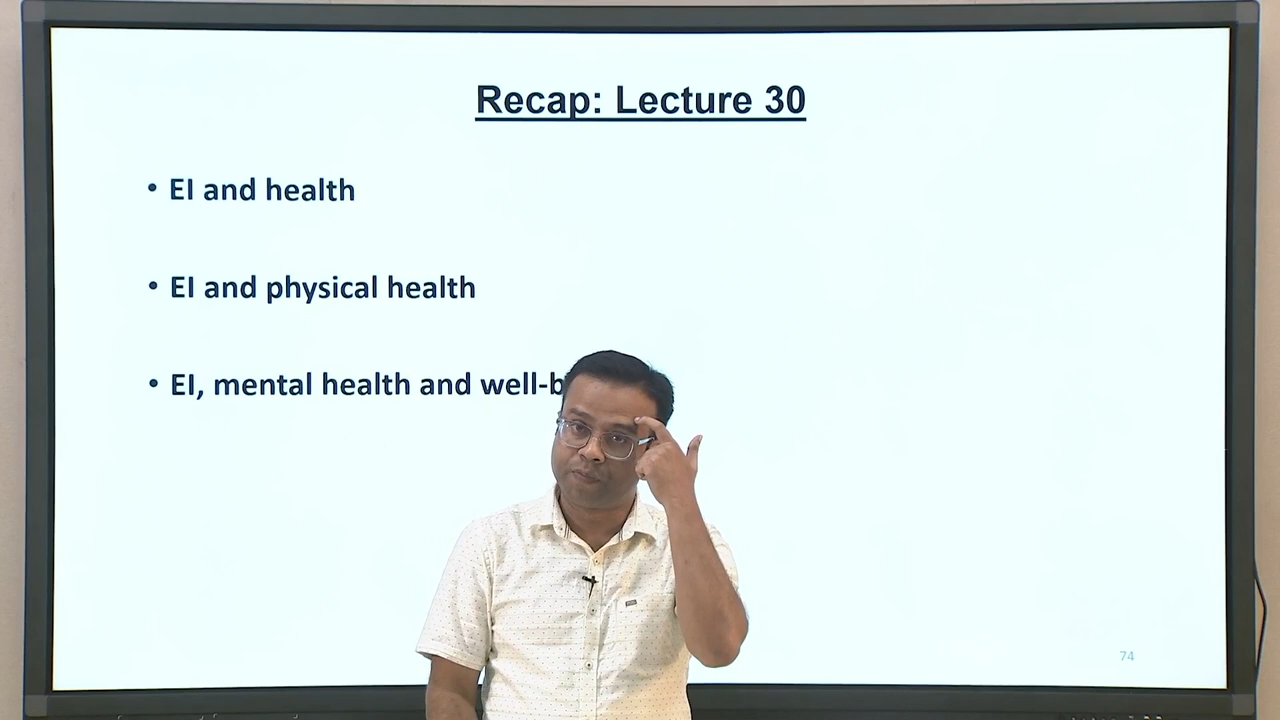 Recap: Lecture 30
• EI and health
• EI and physical health
• EI, mental health and well-b
74